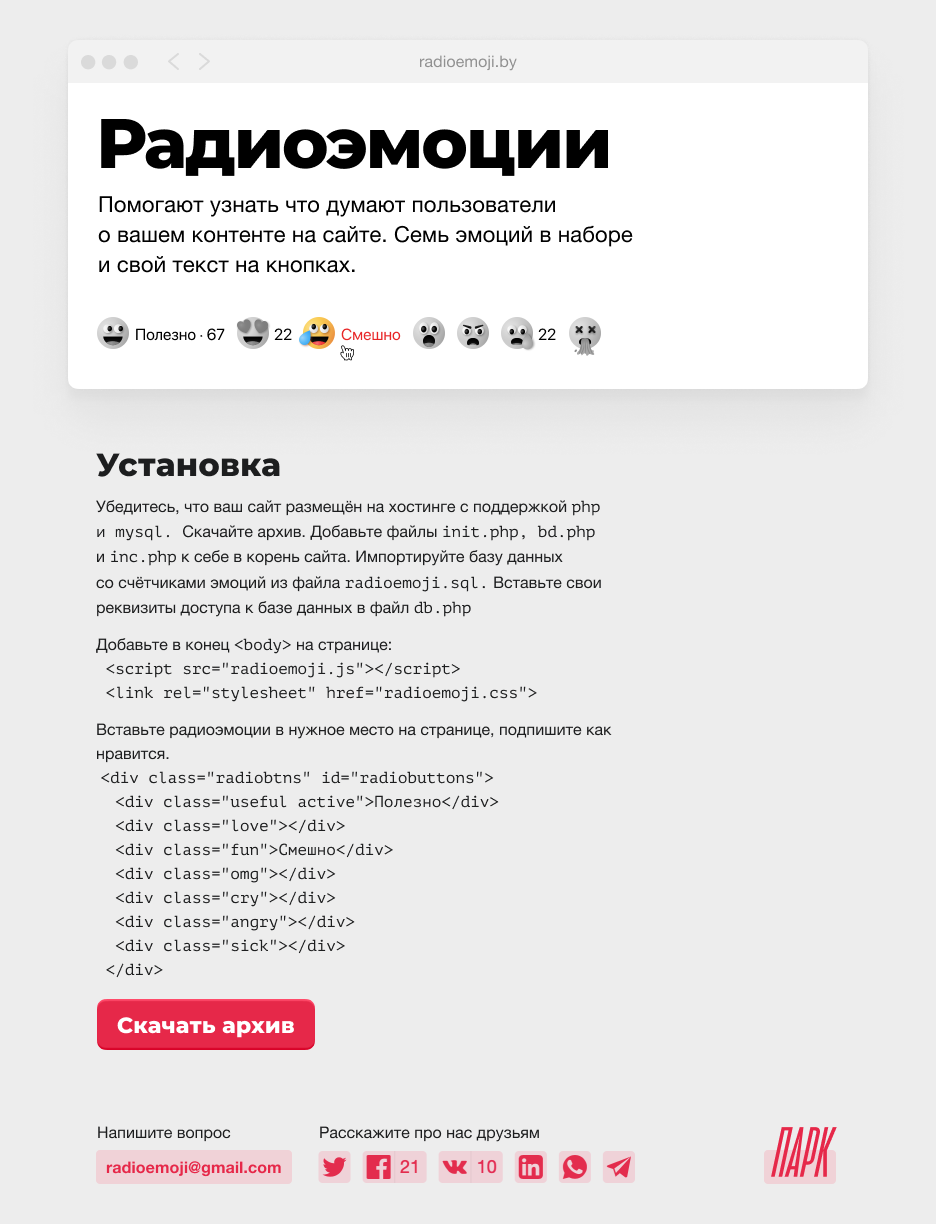 radioemoji.by
Радиоэмоции
Помогают узнать что думают пользователи
о вашем контенте на сайте. Семь эмоций в наборе
и свой текст на кнопках.
Полезно · 67 22 Смешно 22
Установка
Убедитесь, что ваш сайт размещён на хостинге с поддержкой php
и mysql. Скачайте архив. Добавьте файлы init.php, bd.php
и inc.php к себе в корень сайта. Импортируйте базу данных
со счётчиками эмоций из файла radioemoji.sql. Вставьте свои
реквизиты доступа к базе данных в файл db.php
Добавьте в конец <body> на странице:
<script src="radioemoji.js"></script>
<link rel="stylesheet" href="radioemoji.css">
Вставьте радиоэмоции в нужное место на странице, подпишите как
нравится.
<div class="radiobtns" id="radiobuttons">
<div class="useful active">Полезно</div>
<div class="love"></div>
<div class="fun">Смешно</div>
<div class="omg"></div>
<div class="cry"></div>
<div class="angry"></div>
<div class="sick"></div>
</div>
Скачать архив
Напишите вопрос
radioemoji@gmail.com
Расскажите про нас друзьям
21 10
ПАРК